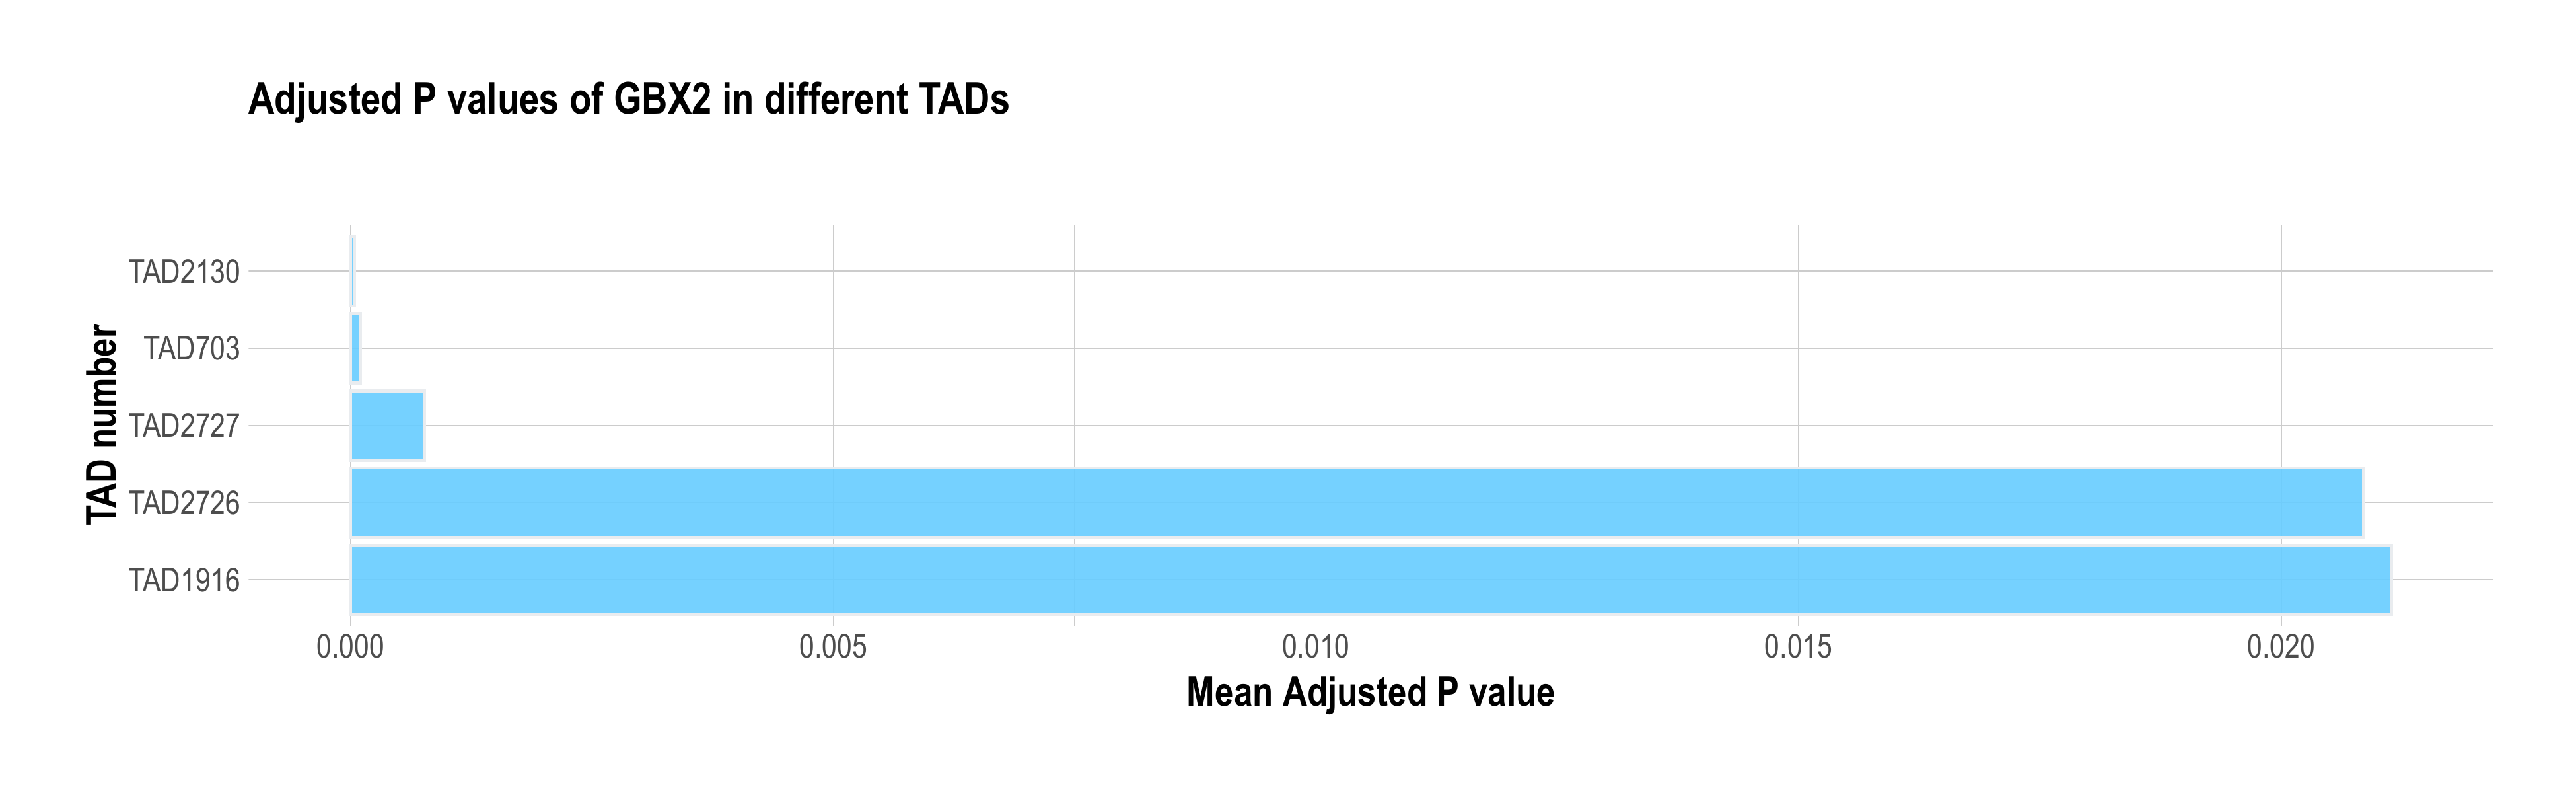 Adjusted P values of GBX2 in different TADs
TAD number
TAD2130
TAD703
TAD2727
TAD2726
TAD1916
0.000 0.005 0.010 0.015 0.020
Mean Adjusted P value